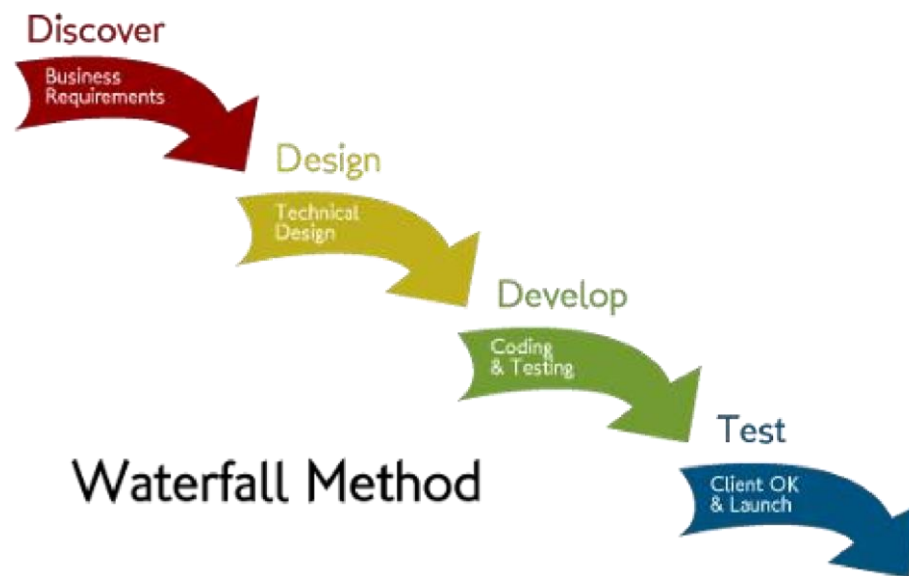 Discover
Business
Requirements
Design
Technical
Design
Develop
Coding
& Testing
Test
Client OK
& Launch
Waterfall Method